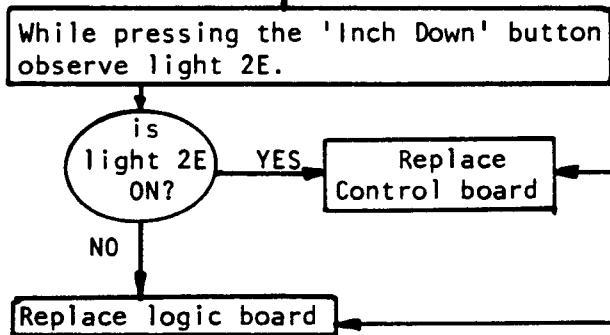 While pressing the 'Inch Down' button
observe light 2E.
is
light 2E
ON?
YES
Replace
Control board
NO
Replace logic board